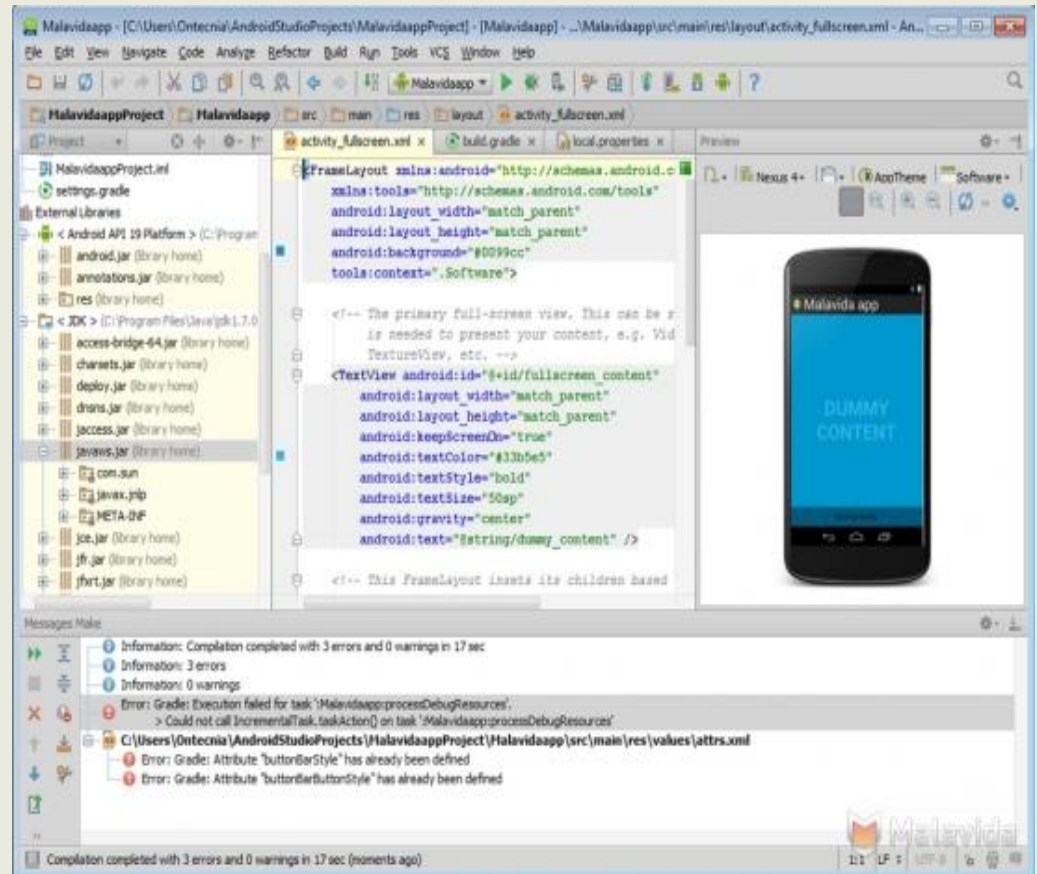 Malavidaapp - [C:\Users\Ontecnia\AndroidStudioProjects\MalavidaappProject] - [Malavidaapp] - ...\Malavidaapp\src\main\res\layout\activity_fullscreen.xml - An...
File Edit View Navigate Code Analyze Refactor Build Run Tools VCS Window Help
Malavidaapp
MalavidaappProject Malavidaapp src main res layout activity_fullscreen.xml
Project
activity_fullscreen.xml build.gradle local.properties
Preview
MalavidaappProject.iml
settings.gradle
External Libraries
< Android API 19 Platform > (C:\Program
android.jar (library home)
annotations.jar (library home)
res (library home)
< JDK > (C:\Program Files\Java\jdk1.7.0
access-bridge-64.jar (library home)
charsets.jar (library home)
deploy.jar (library home)
dnsns.jar (library home)
jaccess.jar (library home)
javaws.jar (library home)
com.sun
javax.jnlp
META-INF
jce.jar (library home)
jfr.jar (library home)
jfxrt.jar (library home)
<FrameLayout xmlns:android="http://schemas.android.c
xmlns:tools="http://schemas.android.com/tools"
android:layout_width="match_parent"
android:layout_height="match_parent"
android:background="#0099cc"
tools:context=".Software">
<!-- The primary full-screen view. This can be r
is needed to present your content, e.g. Vid
TextureView, etc. -->
<TextView android:id="@+id/fullscreen_content"
android:layout_width="match_parent"
android:layout_height="match_parent"
android:keepScreenOn="true"
android:textColor="#33b5e5"
android:textStyle="bold"
android:textSize="50sp"
android:gravity="center"
android:text="@string/dummy_content" />
<!-- This FrameLayout insets its children based
Nexus 4 AppTheme Software
Malavida app
DUMMY
CONTENT
Messages Make
Information: Compilation completed with 3 errors and 0 warnings in 17 sec
Information: 3 errors
Information: 0 warnings
Error: Gradle: Execution failed for task ':Malavidaapp:processDebugResources'.
> Could not call IncrementalTask.taskAction() on task ':Malavidaapp:processDebugResources'
C:\Users\Ontecnia\AndroidStudioProjects\MalavidaappProject\Malavidaapp\src\main\res\values\attrs.xml
Error: Gradle: Attribute "buttonBarStyle" has already been defined
Error: Gradle: Attribute "buttonBarButtonStyle" has already been defined
Malavida
Compilation completed with 3 errors and 0 warnings in 17 sec (moments ago)
1:1 LF UTF-8